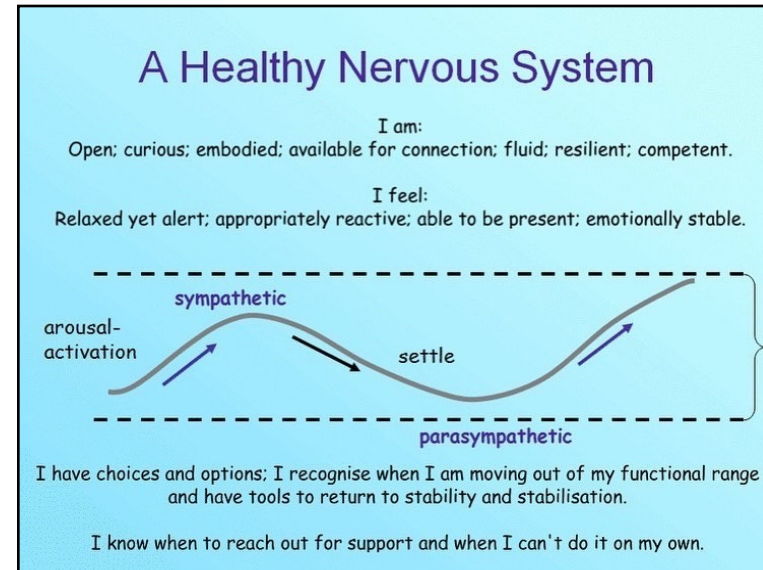 A Healthy Nervous System
I am:
Open; curious; embodied; available for connection; fluid; resilient; competent.
I feel:
Relaxed yet alert; appropriately reactive; able to be present; emotionally stable.
sympathetic
arousal-
activation
settle
parasympathetic
I have choices and options; I recognise when I am moving out of my functional range
and have tools to return to stability and stabilisation.
I know when to reach out for support and when I can't do it on my own.